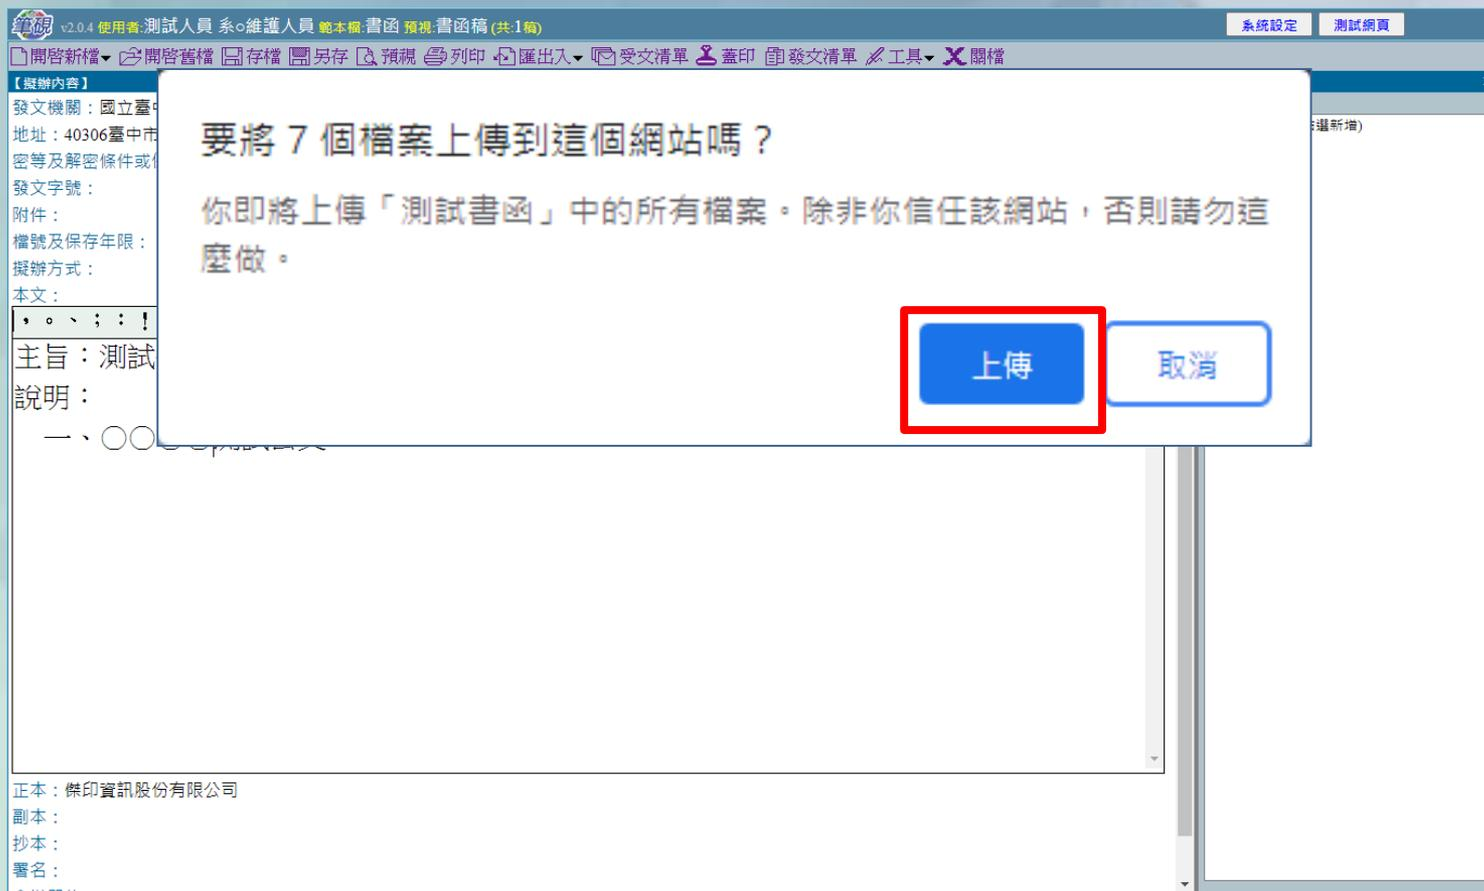 筆硯 v2.0.4 使用者:測試人員 系o維護人員 範本檔:書函 預視:書函稿 (共:1稿)
系統設定 測試網頁
開啓新檔 開啓舊檔 存檔 另存 預視 列印 匯出入 受文清單 蓋印 發文清單 工具 關檔
【擬辦內容】
發文機關：國立臺中
地址：40306臺中市
選新增)
密等及解密條件或
發文字號：
附件：
檔號及保存年限：
擬辦方式：
本文：
，。、；：！
主旨：測試
說明：
一、○○
要將 7 個檔案上傳到這個網站嗎？
你即將上傳「測試書函」中的所有檔案。除非你信任該網站，否則請勿這
麼做。
上傳 取消
正本：傑印資訊股份有限公司
副本：
抄本：
署名：